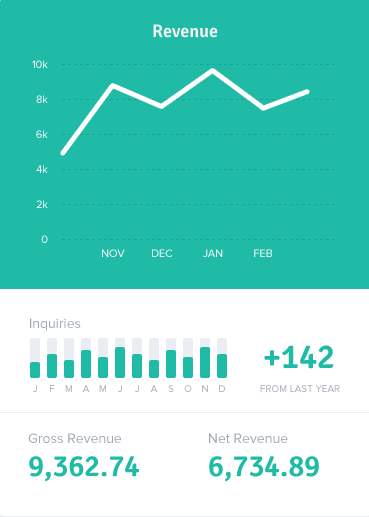 Revenue
10k
8k
6k
4k
2k
0
NOV DEC JAN FEB
Inquiries
J F M A M J J A S O N D
+142
FROM LAST YEAR
Gross Revenue Net Revenue
9,362.74 6,734.89